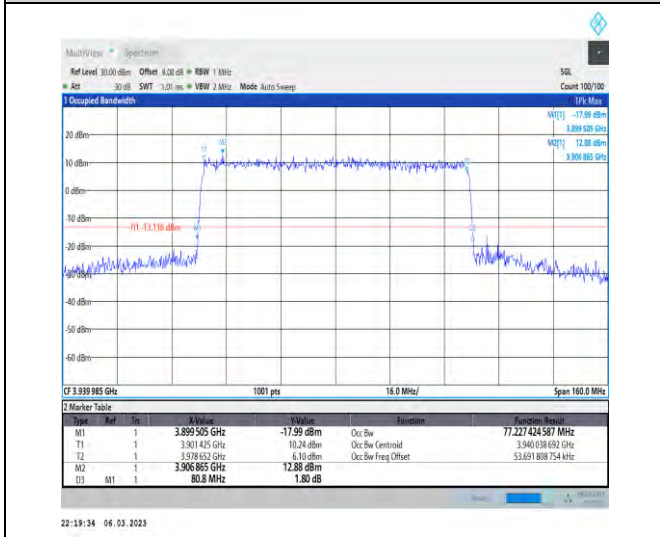 MultiView Spectrum
Ref Level 30.00 dBm Offset 8.08 dB RBW 1 MHz SGL
Att 30 dB SWT 1.01 ms VBW 2 MHz Mode Auto Sweep Count 100/100
1 Occupied Bandwidth 1Pk Max
M1[1] -17.99 dBm
3.899 505 GHz
M2[1] 12.88 dBm
3.906 865 GHz
20 dBm
10 dBm
0 dBm
-10 dBm
H1 -13.116 dBm
-20 dBm
-30 dBm
-40 dBm
-50 dBm
-60 dBm
CF 3.939 985 GHz 1001 pts 16.0 MHz/ Span 160.0 MHz
2 Marker Table
Type Ref Trc X-Value Y-Value Function Function Result
M1 1 3.899 505 GHz -17.99 dBm Occ Bw 77.227 424 587 MHz
T1 1 3.901 425 GHz 10.24 dBm Occ Bw Centroid 3.940 038 692 GHz
T2 1 3.978 652 GHz 6.10 dBm Occ Bw Freq Offset 53.691 808 754 kHz
M2 1 3.906 865 GHz 12.88 dBm
D3 M1 1 80.8 MHz 1.80 dB
22:19:34 06.03.2023